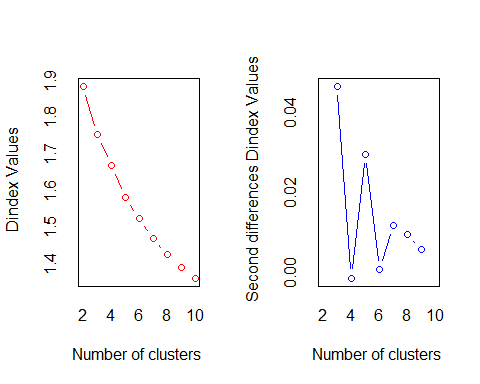 Dindex Values
1.4 1.5 1.6 1.7 1.8 1.9
2 4 6 8 10
Number of clusters
Second differences Dindex Values
0.00 0.02 0.04
2 4 6 8 10
Number of clusters